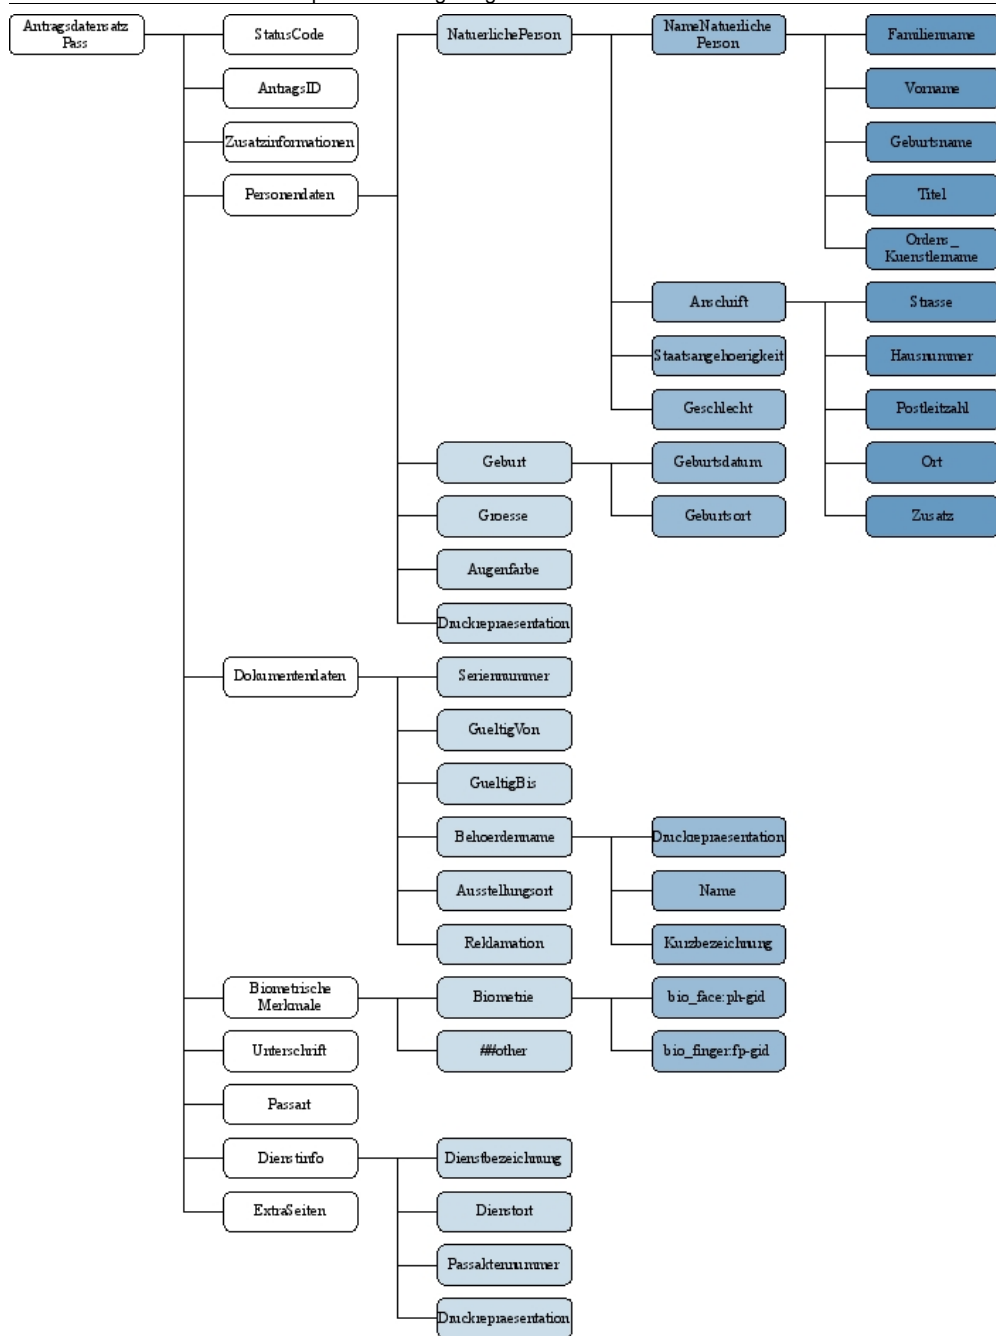 Antragsdatensatz
Pass
StatusCode
NatuerlichePerson
NameNatuerliche
Person
Familienname
AntragsID
Vorname
Zusatzinformationen
Geburtsname
Personendaten
Titel
Ordens_
Kuenstlername
Anschrift
Strasse
Staatsangehoerigkeit
Hausnummer
Geschlecht
Postleitzahl
Geburt
Geburtsdatum
Ort
Groesse
Geburtsort
Zusatz
Augenfarbe
Druckrepraesentation
Dokumentendaten
Seriennummer
GueltigVon
GueltigBis
Behoerdenname
Druckrepraesentation
Ausstellungsort
Name
Reklamation
Kurzbezeichnung
Biometrische
Merkmale
Biometrie
bio_face:ph-gid
Unterschrift
##other
bio_finger:fp-gid
Passart
Dienstinfo
Dienstbezeichnung
ExtraSeiten
Dienstort
Passaktennummer
Druckrepraesentation